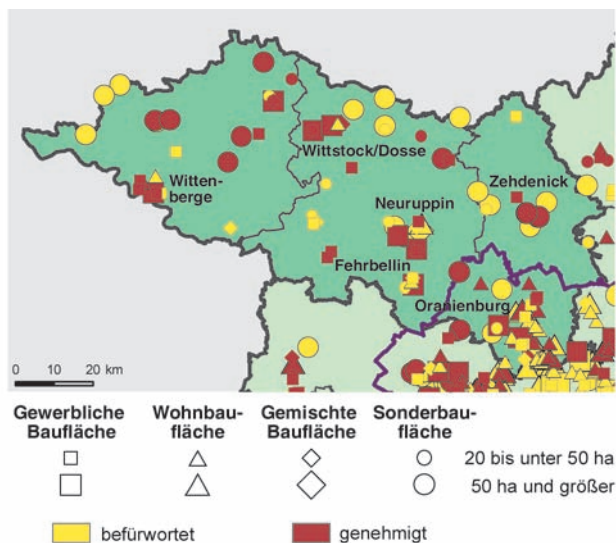 Wittstock/Dosse
Witten-
berge
Zehdenick
Neuruppin
Fehrbellin
Oranienburg
0 10 20 km
Gewerbliche Wohnbau- Gemischte Sonderbau-
Baufläche fläche Baufläche fläche
20 bis unter 50 ha
50 ha und größer
befürwortet genehmigt